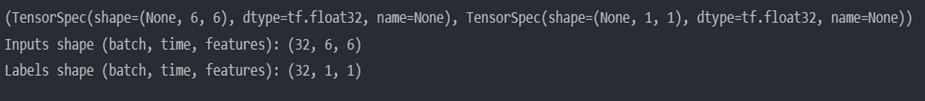 (TensorSpec(shape=(None, 6, 6), dtype=tf.float32, name=None), TensorSpec(shape=(None, 1, 1), dtype=tf.float32, name=None))
Inputs shape (batch, time, features): (32, 6, 6)
Labels shape (batch, time, features): (32, 1, 1)